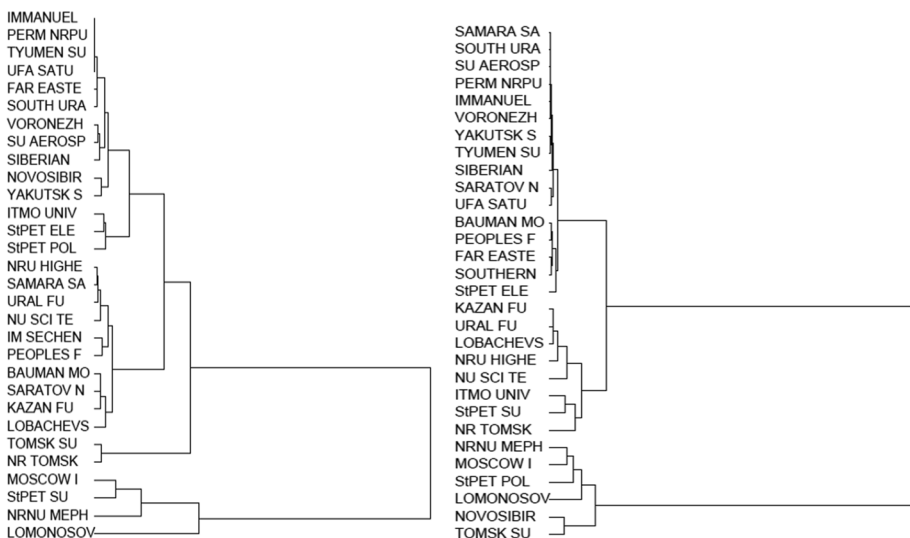 IMMANUEL
PERM NRPU
TYUMEN SU
UFA SATU
FAR EASTE
SOUTH URA
VORONEZH
SU AEROSP
SIBERIAN
NOVOSIBIR
YAKUTSK S
ITMO UNIV
StPET ELE
StPET POL
NRU HIGHE
SAMARA SA
URAL FU
NU SCI TE
IM SECHEN
PEOPLES F
BAUMAN MO
SARATOV N
KAZAN FU
LOBACHEVS
TOMSK SU
NR TOMSK
MOSCOW I
StPET SU
NRNU MEPH
LOMONOSOV
SAMARA SA
SOUTH URA
SU AEROSP
PERM NRPU
IMMANUEL
VORONEZH
YAKUTSK S
TYUMEN SU
SIBERIAN
SARATOV N
UFA SATU
BAUMAN MO
PEOPLES F
FAR EASTE
SOUTHERN
StPET ELE
KAZAN FU
URAL FU
LOBACHEVS
NRU HIGHE
NU SCI TE
ITMO UNIV
StPET SU
NR TOMSK
NRNU MEPH
MOSCOW I
StPET POL
LOMONOSOV
NOVOSIBIR
TOMSK SU